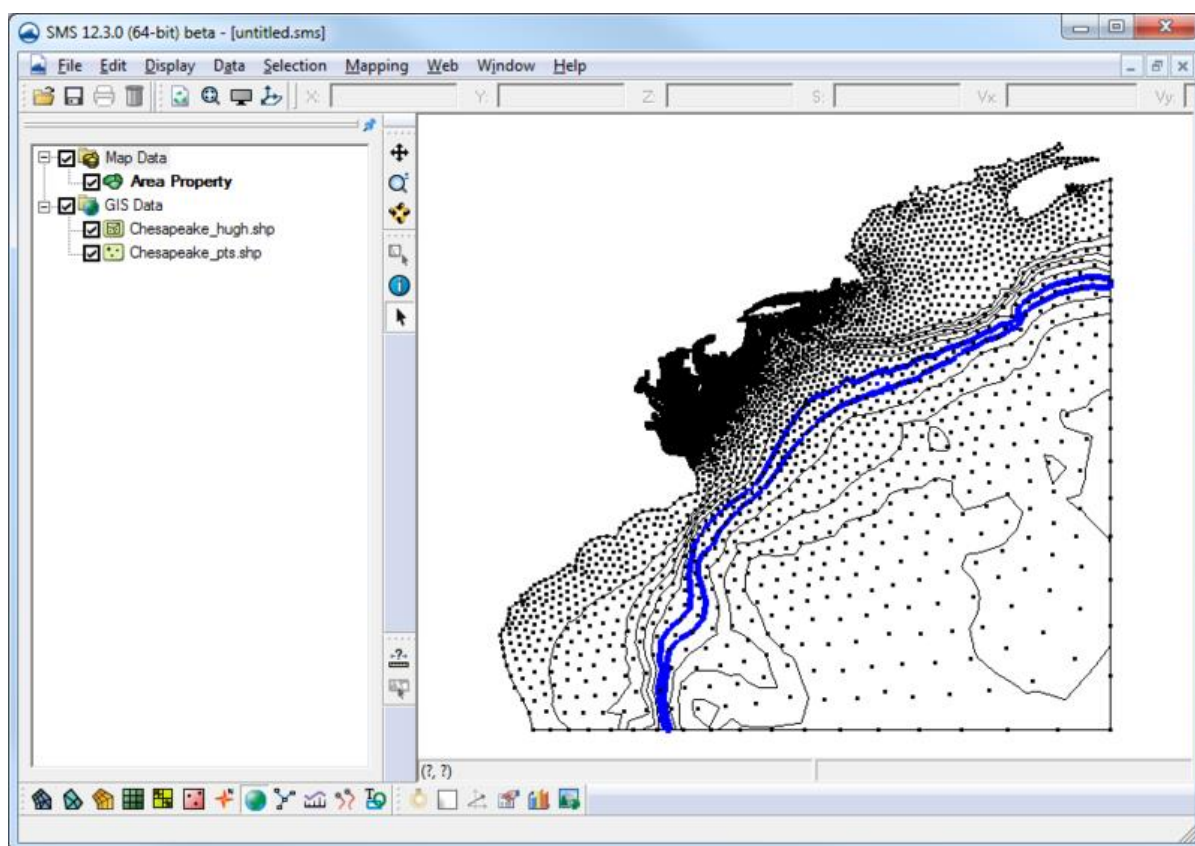 SMS 12.3.0 (64-bit) beta - [untitled.sms]
File Edit Display Data Selection Mapping Web Window Help
X: Y: Z: S: Vx: Vy:
Map Data
Area Property
GIS Data
Chesapeake_hugh.shp
Chesapeake_pts.shp
-?-
(?, ?)